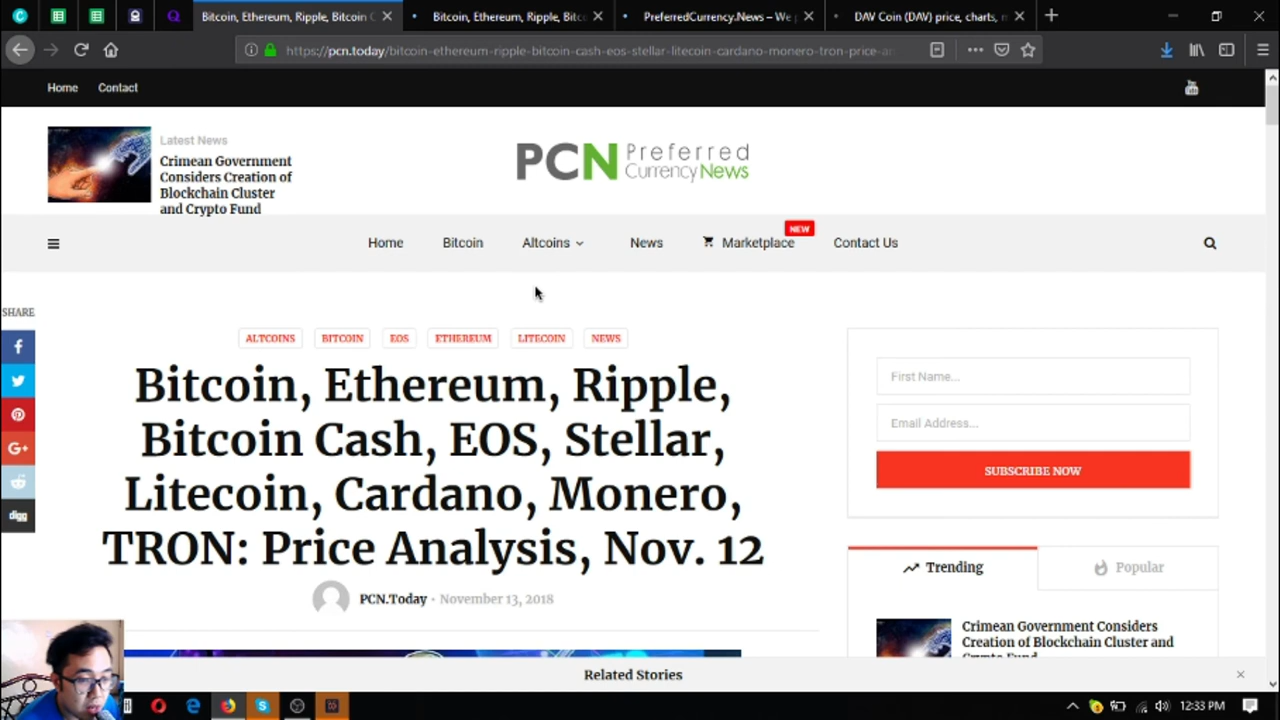 Bitcoin, Ethereum, Ripple, Bitcoin C
Bitcoin, Ethereum, Ripple, Bitc
PreferredCurrency.News – We p
DAV Coin (DAV) price, charts, m
https://pcn.today/bitcoin-ethereum-ripple-bitcoin-cash-eos-stellar-litecoin-cardano-monero-tron-price-an
Home
Contact
Latest News
Crimean Government
Considers Creation of
Blockchain Cluster
and Crypto Fund
PCN Preferred
CurrencyNews
NEW
Home
Bitcoin
Altcoins
News
Marketplace
Contact Us
SHARE
ALTCOINS
BITCOIN
EOS
ETHEREUM
LITECOIN
NEWS
Bitcoin, Ethereum, Ripple,
Bitcoin Cash, EOS, Stellar,
Litecoin, Cardano, Monero,
TRON: Price Analysis, Nov. 12
PCN.Today - November 13, 2018
First Name...
Email Address...
SUBSCRIBE NOW
Trending
Popular
Crimean Government Considers
Creation of Blockchain Cluster and
Crypto Fund
digg
Related Stories
12:33 PM